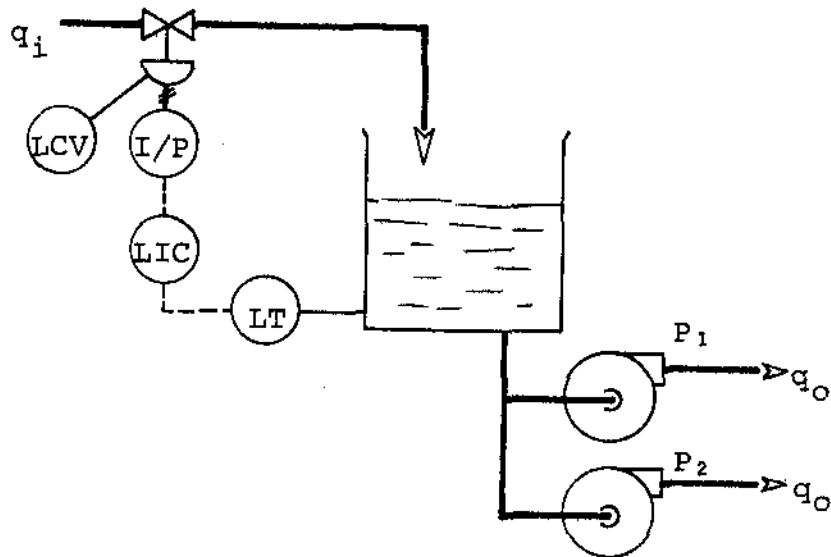 q_i
LCV
I/P
LIC
LT
P_1
q_o
P_2
q_o